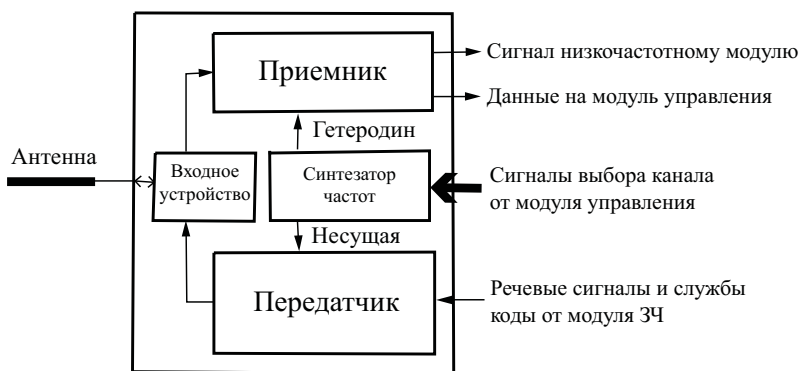 Приемник
Сигнал низкочастотному модулю
Данные на модуль управления
Гетеродин
Антенна
Входное
устройство
Синтезатор
частот
Сигналы выбора канала
от модуля управления
Несущая
Передатчик
Речевые сигналы и службы
коды от модуля ЗЧ